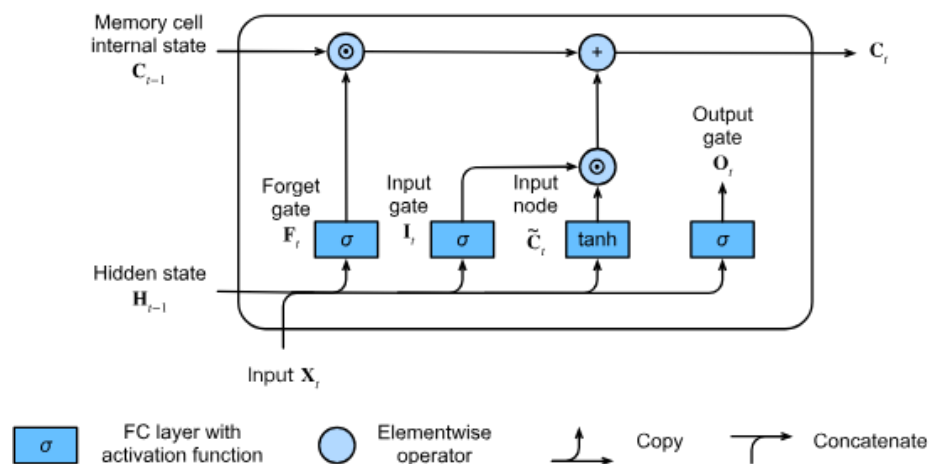 Memory cell
internal state
C_{t−1}
⊙
+
C_t
Output
gate
O_t
⊙
Forget
gate
F_t
σ
Input
gate
I_t
σ
Input
node
C̃_t
tanh
σ
Hidden state
H_{t−1}
Input X_t
σ
FC layer with
activation function
Elementwise
operator
Copy
Concatenate